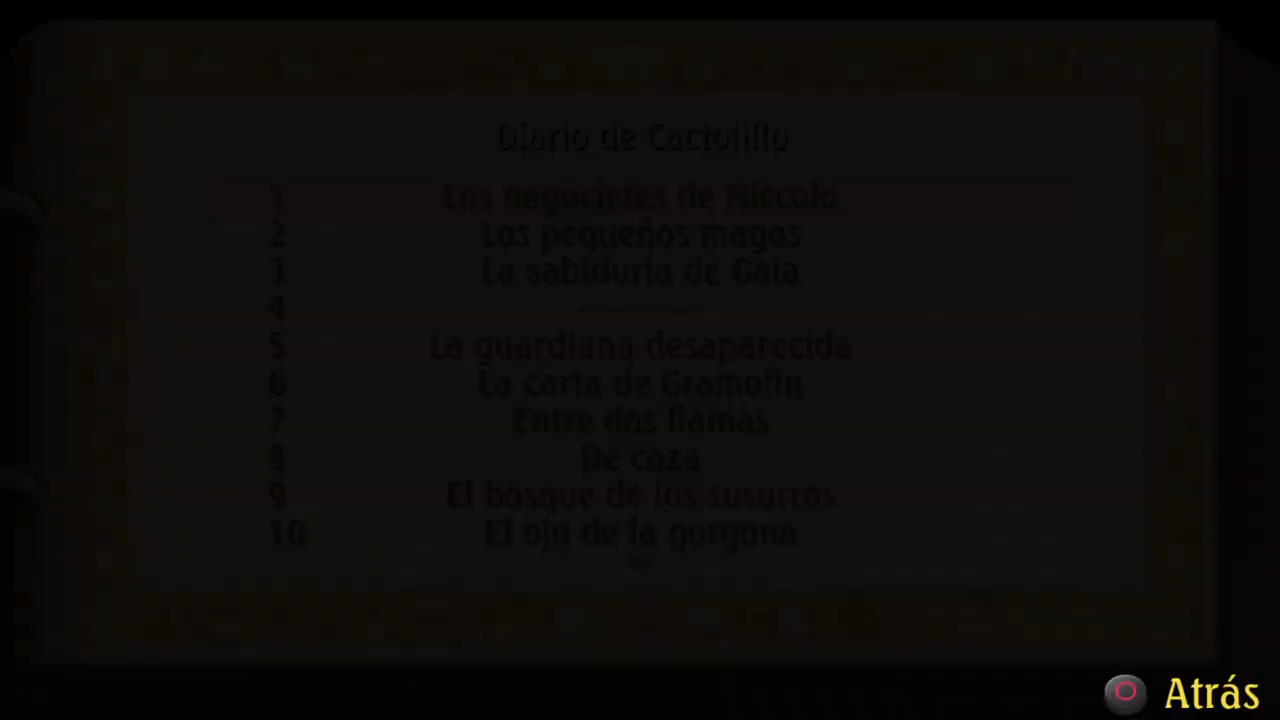 Diario de Cactolillo
1 Los negocietes de Niccolo
2 Los pequeños magos
3 La sabiduría de Gaia
4 ----------
5 La guardiana desaparecida
6 La carta de Gramofín
7 Entre dos llamas
8 De caza
9 El bosque de los susurros
10 El ojo de la gorgona
Atrás